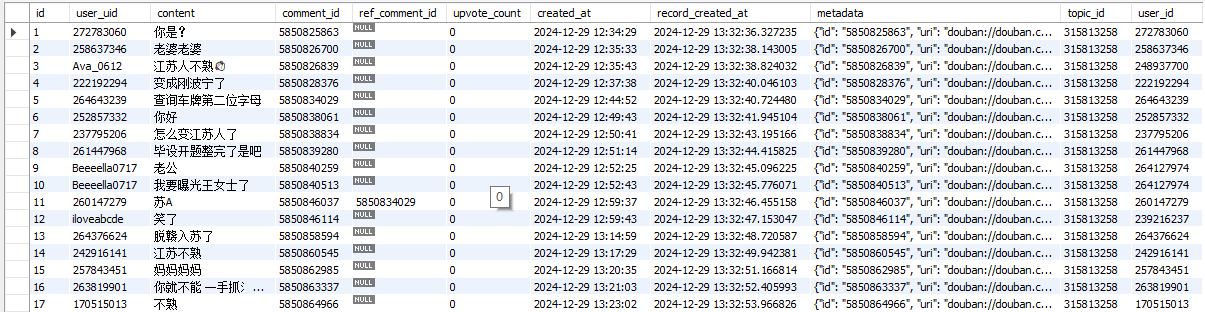 id user_uid content comment_id ref_comment_id upvote_count created_at record_created_at metadata topic_id user_id
1 272783060 你是？ 5850825863 NULL 0 2024-12-29 12:34:29 2024-12-29 13:32:36.327235 {"id": "5850825863", "uri": "douban://douban.c... 315813258 272783060
2 258637346 老婆老婆 5850826700 NULL 0 2024-12-29 12:35:33 2024-12-29 13:32:38.143005 {"id": "5850826700", "uri": "douban://douban.c... 315813258 258637346
3 Ava_0612 江苏人不熟 5850826839 NULL 0 2024-12-29 12:35:43 2024-12-29 13:32:38.824032 {"id": "5850826839", "uri": "douban://douban.c... 315813258 248937700
4 222192294 变成刚波宁了 5850828376 NULL 0 2024-12-29 12:37:38 2024-12-29 13:32:40.046103 {"id": "5850828376", "uri": "douban://douban.c... 315813258 222192294
5 264643239 查询车牌第二位字母 5850834029 NULL 0 2024-12-29 12:44:52 2024-12-29 13:32:40.724480 {"id": "5850834029", "uri": "douban://douban.c... 315813258 264643239
6 252857332 你好 5850838061 NULL 0 2024-12-29 12:49:43 2024-12-29 13:32:41.945104 {"id": "5850838061", "uri": "douban://douban.c... 315813258 252857332
7 237795206 怎么变江苏人了 5850838834 NULL 0 2024-12-29 12:50:41 2024-12-29 13:32:43.195166 {"id": "5850838834", "uri": "douban://douban.c... 315813258 237795206
8 261447968 毕设开题整完了是吧 5850839280 NULL 0 2024-12-29 12:51:14 2024-12-29 13:32:44.415825 {"id": "5850839280", "uri": "douban://douban.c... 315813258 261447968
9 Beeeella0717 老公 5850840259 NULL 0 2024-12-29 12:52:25 2024-12-29 13:32:45.096225 {"id": "5850840259", "uri": "douban://douban.c... 315813258 264127974
10 Beeeella0717 我要曝光王女士了 5850840513 NULL 0 2024-12-29 12:52:43 2024-12-29 13:32:45.776071 {"id": "5850840513", "uri": "douban://douban.c... 315813258 264127974
11 260147279 苏A 5850846037 5850834029 0 2024-12-29 12:59:37 2024-12-29 13:32:46.455158 {"id": "5850846037", "uri": "douban://douban.c... 315813258 260147279
12 iloveabcde 笑了 5850846114 NULL 0 2024-12-29 12:59:43 2024-12-29 13:32:47.153047 {"id": "5850846114", "uri": "douban://douban.c... 315813258 239216237
13 264376624 脱赣入苏了 5850858594 NULL 0 2024-12-29 13:14:59 2024-12-29 13:32:48.720587 {"id": "5850858594", "uri": "douban://douban.c... 315813258 264376624
14 242916141 江苏不熟 5850860545 NULL 0 2024-12-29 13:17:29 2024-12-29 13:32:49.942381 {"id": "5850860545", "uri": "douban://douban.c... 315813258 242916141
15 257843451 妈妈妈妈 5850862985 NULL 0 2024-12-29 13:20:35 2024-12-29 13:32:51.166814 {"id": "5850862985", "uri": "douban://douban.c... 315813258 257843451
16 263819901 你就不能 一手抓 ... 5850863337 NULL 0 2024-12-29 13:21:03 2024-12-29 13:32:52.405993 {"id": "5850863337", "uri": "douban://douban.c... 315813258 263819901
17 170515013 不熟 5850864966 NULL 0 2024-12-29 13:23:02 2024-12-29 13:32:53.966826 {"id": "5850864966", "uri": "douban://douban.c... 315813258 170515013
0